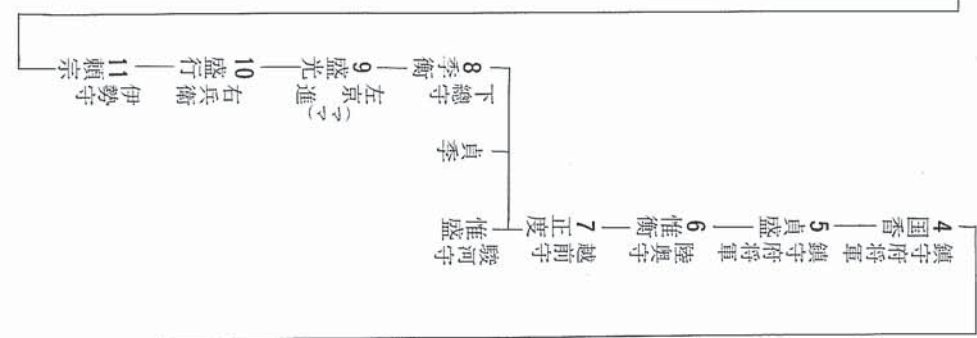 4 国香 鎮守府将軍
5 貞盛 鎮守府将軍
6 惟衡 陸奥守
7 正度 越前守
惟盛 駿河守
貞季
8 季衡 下總守
9 盛光 左京進(ママ)
10 盛行 右兵衛
11 頼宗 伊勢守